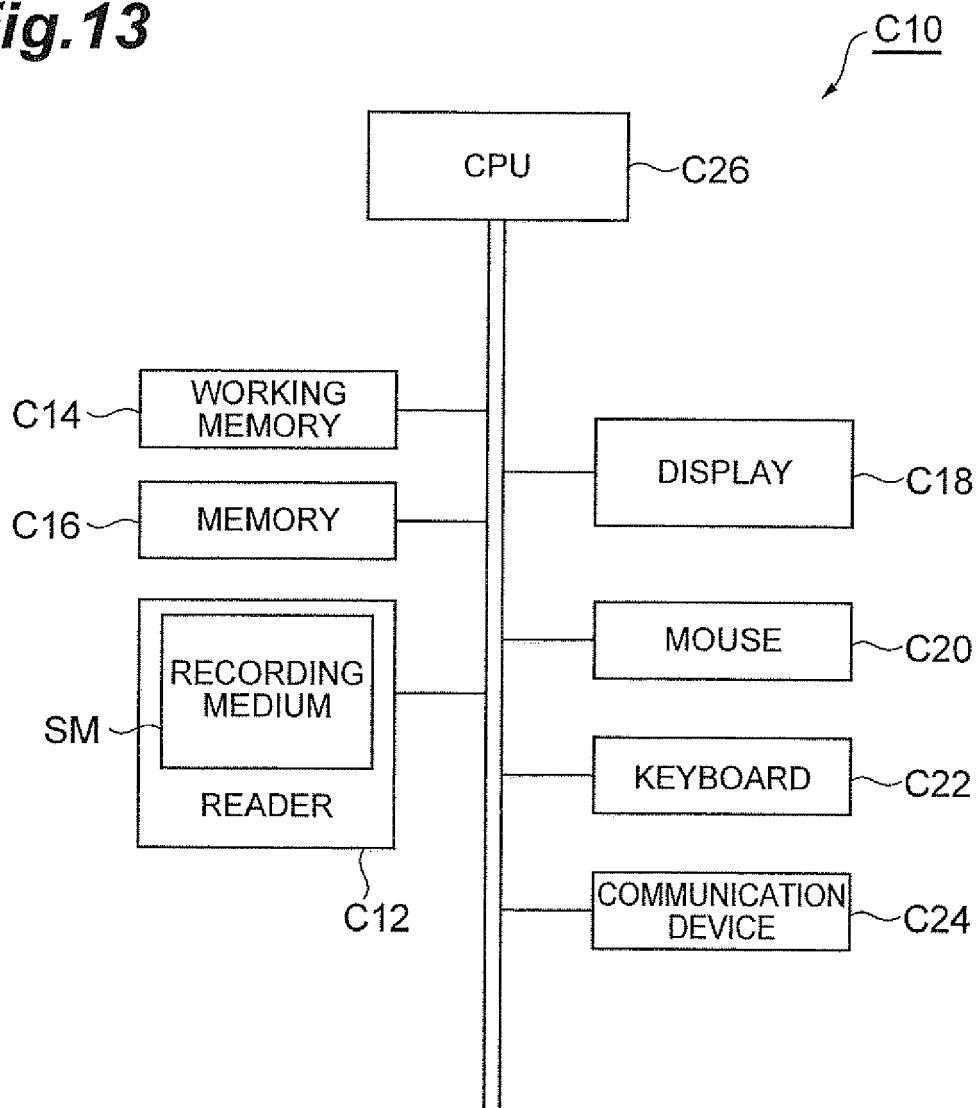 ig.13
C10
CPU
C26
C14
WORKING
MEMORY
C16
MEMORY
DISPLAY
C18
RECORDING
MEDIUM
SM
READER
C12
MOUSE
C20
KEYBOARD
C22
COMMUNICATION
DEVICE
C24